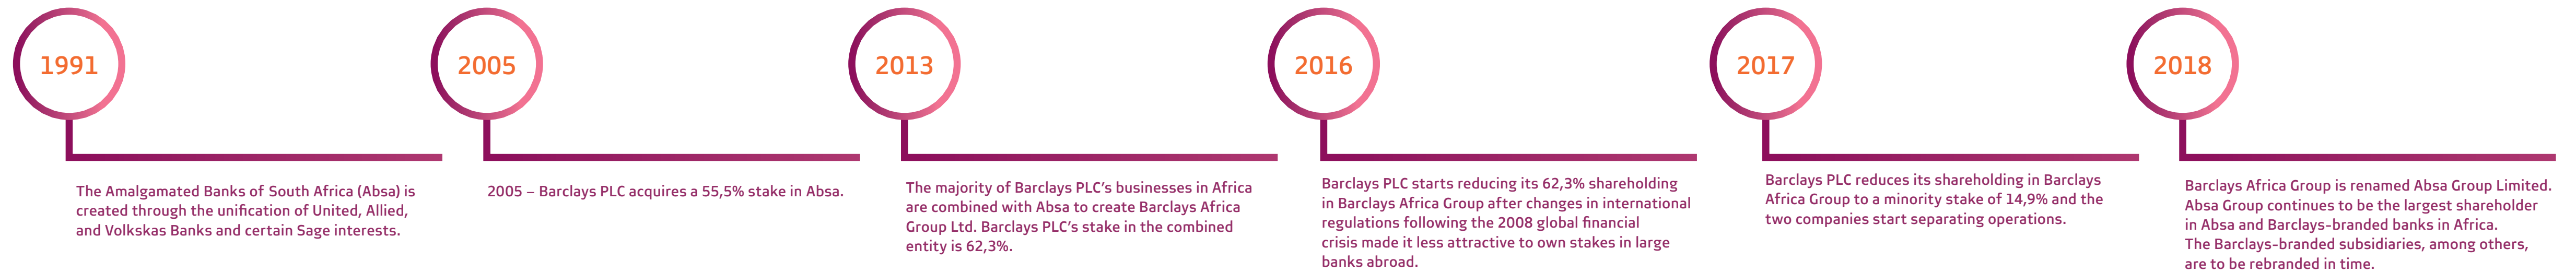 1991
The Amalgamated Banks of South Africa (Absa) is
created through the unification of United, Allied,
and Volkskas Banks and certain Sage interests.
2005
2005 – Barclays PLC acquires a 55,5% stake in Absa.
2013
The majority of Barclays PLC’s businesses in Africa
are combined with Absa to create Barclays Africa
Group Ltd. Barclays PLC’s stake in the combined
entity is 62,3%.
2016
Barclays PLC starts reducing its 62,3% shareholding
in Barclays Africa Group after changes in international
regulations following the 2008 global financial
crisis made it less attractive to own stakes in large
banks abroad.
2017
Barclays PLC reduces its shareholding in Barclays
Africa Group to a minority stake of 14,9% and the
two companies start separating operations.
2018
Barclays Africa Group is renamed Absa Group Limited.
Absa Group continues to be the largest shareholder
in Absa and Barclays-branded banks in Africa.
The Barclays-branded subsidiaries, among others,
are to be rebranded in time.